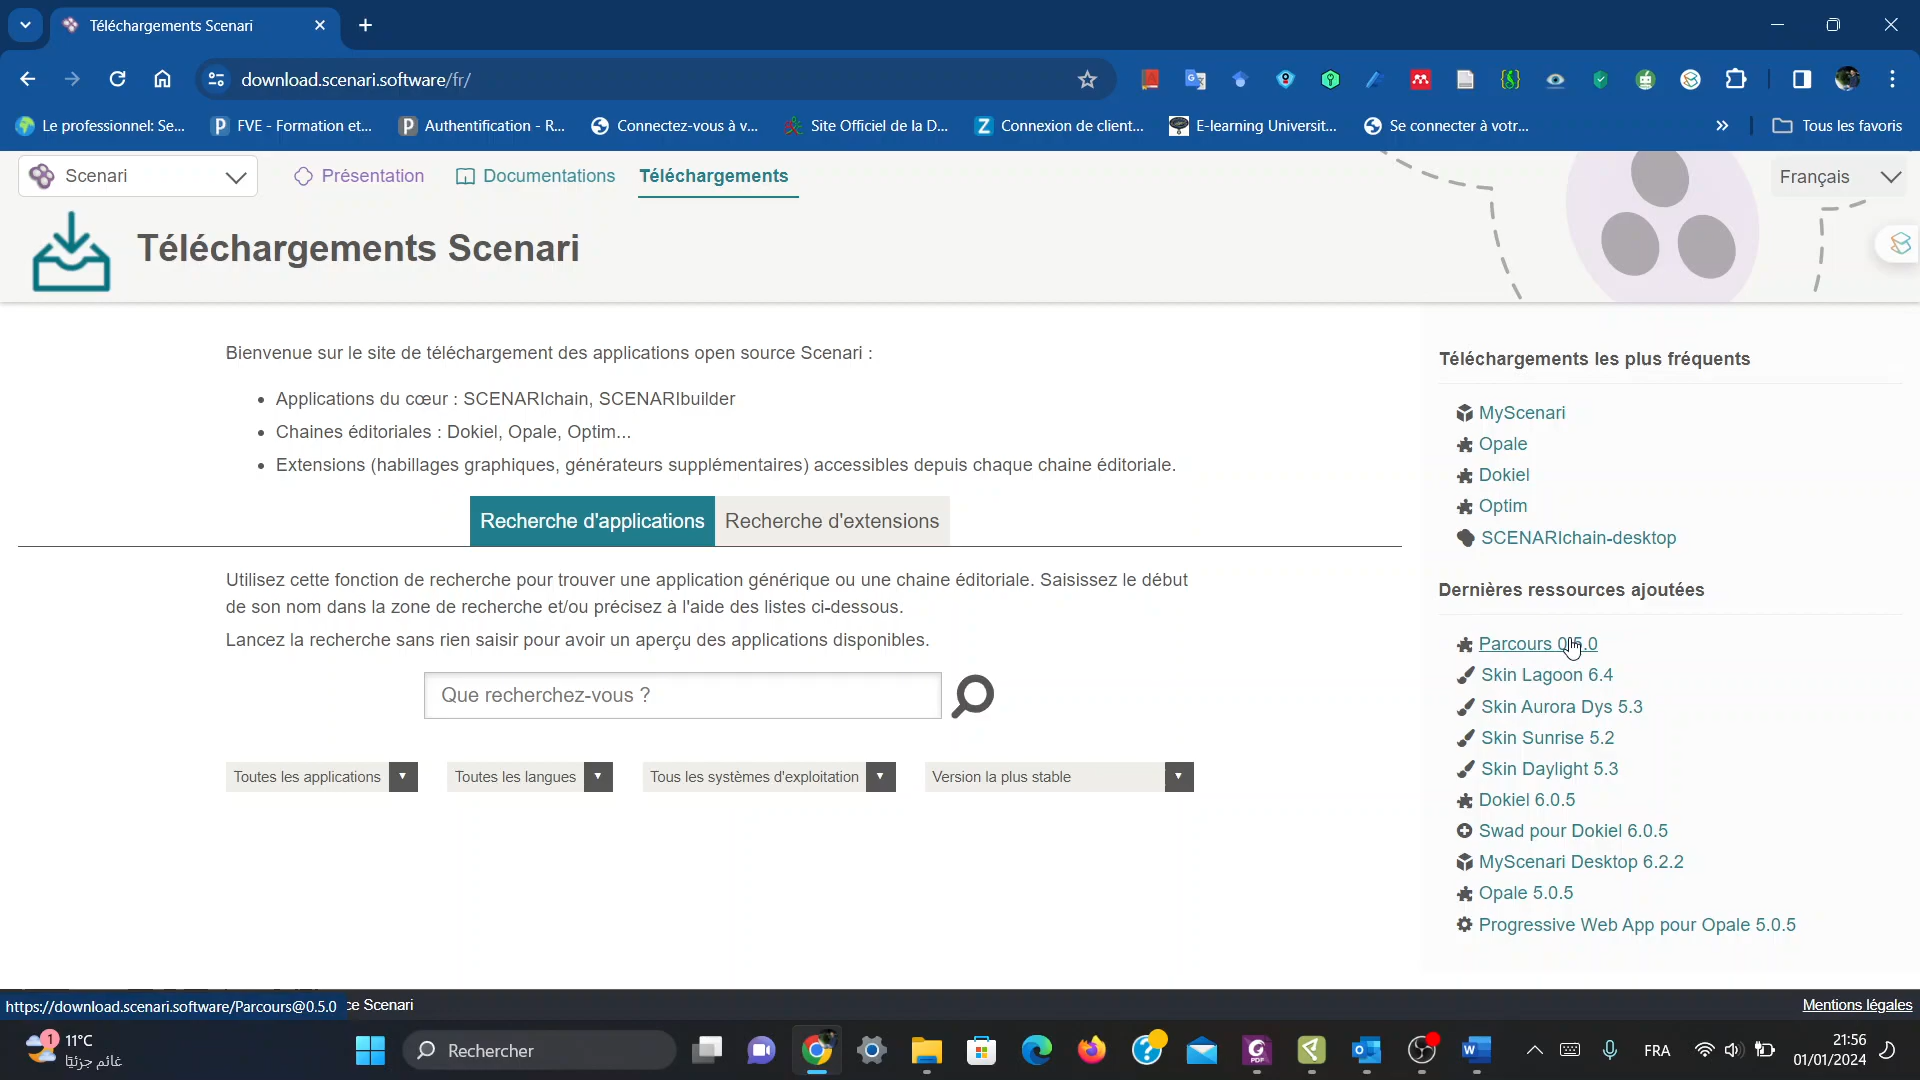 Téléchargements Scenari
download.scenari.software/fr/
Le professionnel: Se...
FVE - Formation et...
Authentification - R...
Connectez-vous à v...
Site Officiel de la D...
Connexion de client...
E-learning Universit...
Se connecter à votr...
Tous les favoris
Scenari
Présentation
Documentations
Téléchargements
Français
Téléchargements Scenari
Bienvenue sur le site de téléchargement des applications open source Scenari :
Applications du cœur : SCENARIchain, SCENARIbuilder
Chaines éditoriales : Dokiel, Opale, Optim...
Extensions (habillages graphiques, générateurs supplémentaires) accessibles depuis chaque chaine éditoriale.
Recherche d'applications
Recherche d'extensions
Utilisez cette fonction de recherche pour trouver une application générique ou une chaine éditoriale. Saisissez le début
de son nom dans la zone de recherche et/ou précisez à l'aide des listes ci-dessous.
Lancez la recherche sans rien saisir pour avoir un aperçu des applications disponibles.
Que recherchez-vous ?
Toutes les applications
Toutes les langues
Tous les systèmes d'exploitation
Version la plus stable
Téléchargements les plus fréquents
MyScenari
Opale
Dokiel
Optim
SCENARIchain-desktop
Dernières ressources ajoutées
Parcours 0.5.0
Skin Lagoon 6.4
Skin Aurora Dys 5.3
Skin Sunrise 5.2
Skin Daylight 5.3
Dokiel 6.0.5
Swad pour Dokiel 6.0.5
MyScenari Desktop 6.2.2
Opale 5.0.5
Progressive Web App pour Opale 5.0.5
https://download.scenari.software/Parcours@0.5.0
ce Scenari
Mentions légales
1
11°C
غائم جزئيًا
Rechercher
FRA
21:56
01/01/2024